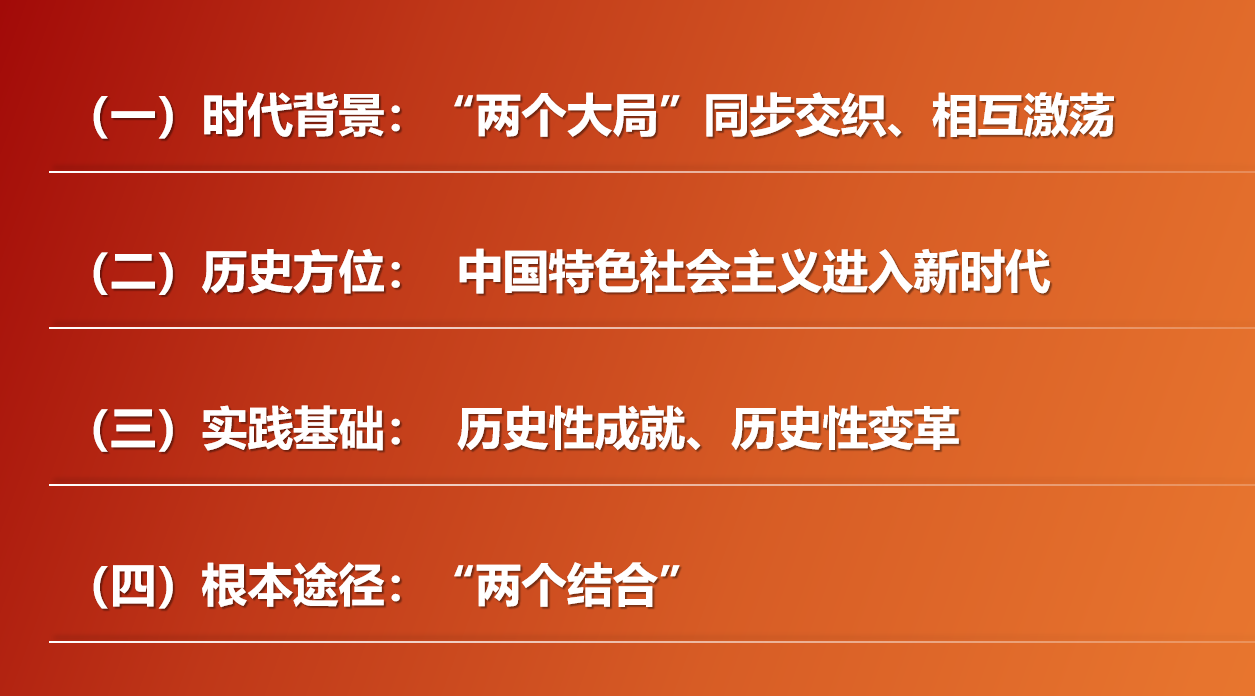 （一）时代背景：“两个大局”同步交织、相互激荡
（二）历史方位： 中国特色社会主义进入新时代
（三）实践基础： 历史性成就、历史性变革
（四）根本途径：“两个结合”